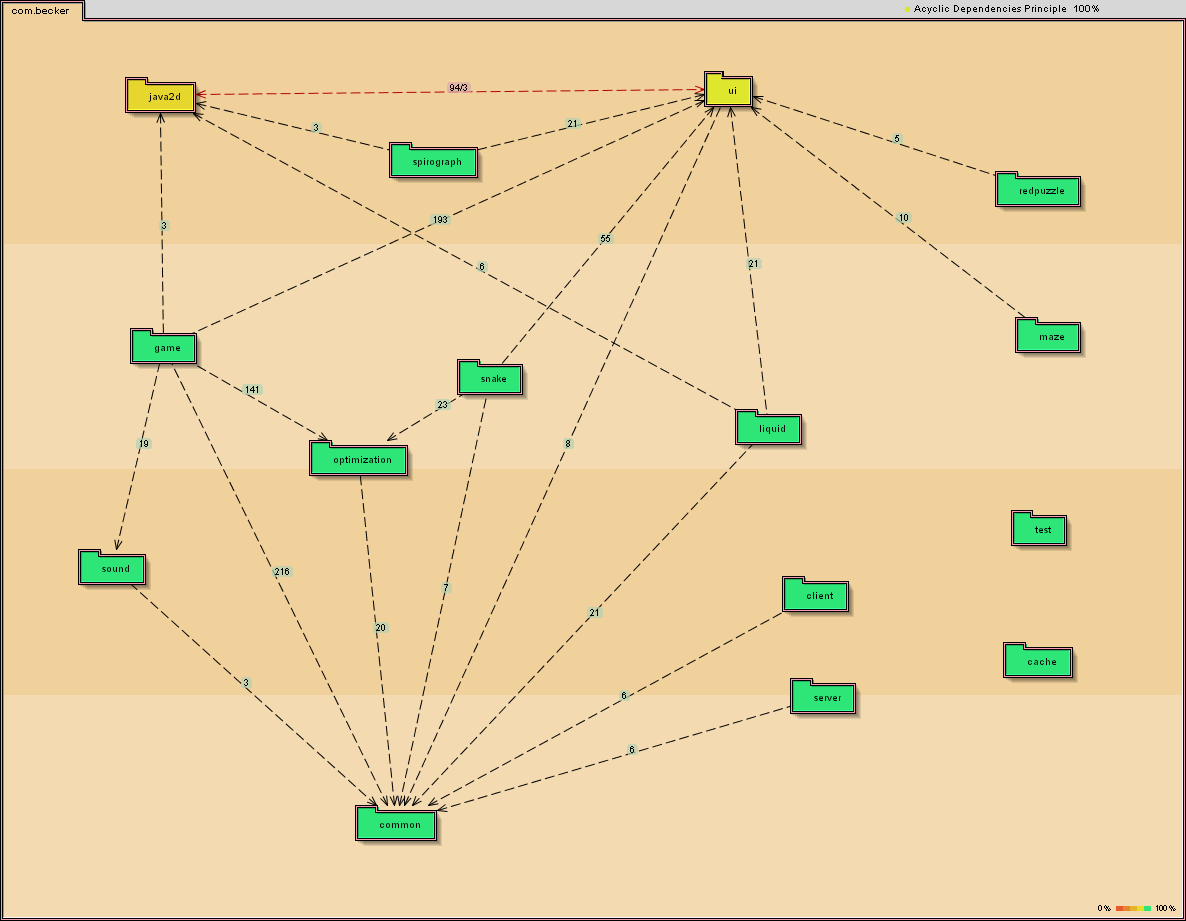 com.becker
Acyclic Dependencies Principle 100%
java2d
94/3
ui
3
21
spirograph
5
redpuzzle
3
193
55
10
6
21
game
maze
snake
141
23
liquid
19
8
optimization
test
sound
216
7
client
21
20
cache
3
6
server
6
common
0%
100%